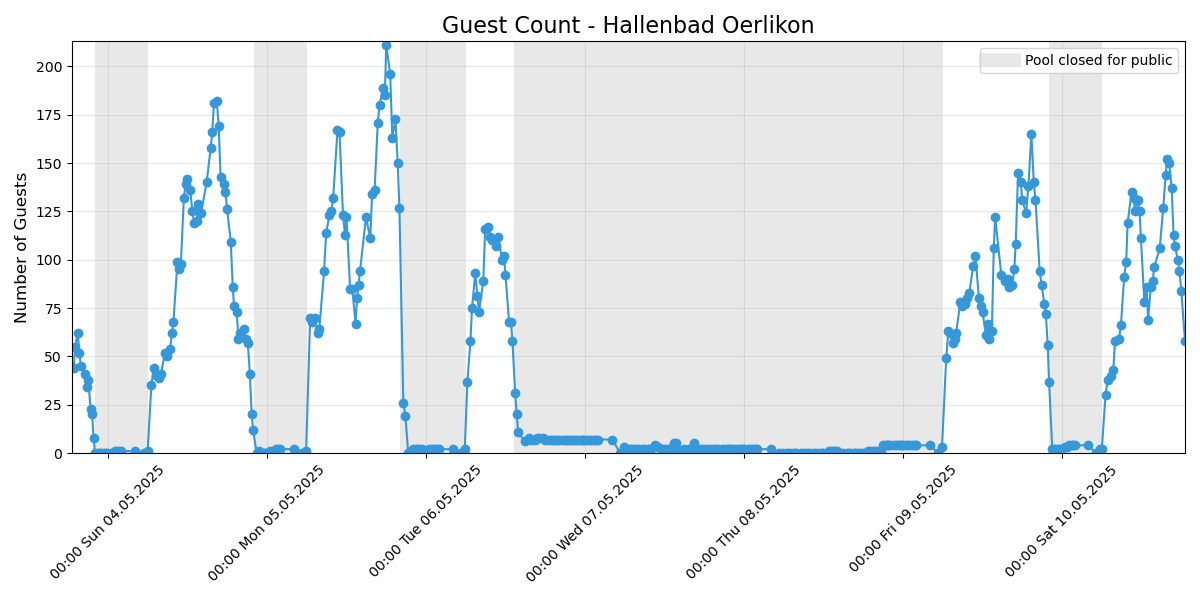 Guest Count - Hallenbad Oerlikon
Pool closed for public
Number of Guests
200
175
150
125
100
75
50
25
0
00:00 Sun 04.05.2025
00:00 Mon 05.05.2025
00:00 Tue 06.05.2025
00:00 Wed 07.05.2025
00:00 Thu 08.05.2025
00:00 Fri 09.05.2025
00:00 Sat 10.05.2025